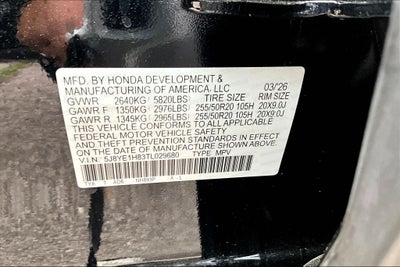 MFD. BY HONDA DEVELOPMENT &
MANUFACTURING OF AMERICA, LLC 03/26
GVWR 2640KG 5820LBS TIRE SIZE RIM SIZE
GAWR F 1350KG 2976LBS 255/50R20 105H 20X9.0J
GAWR R 1345KG 2965LBS 255/50R20 105H 20X9.0J
THIS VEHICLE CONFORMS TO ALL APPLICABLE
FEDERAL MOTOR VEHICLE SAFETY
AND THEFT PREVENTION STANDARDS IN EFFECT ON
THE DATE OF MANUFACTURE SHOWN ABOVE.
V.I.N.: 5J8YE1H83TL029680 TYPE: MPV